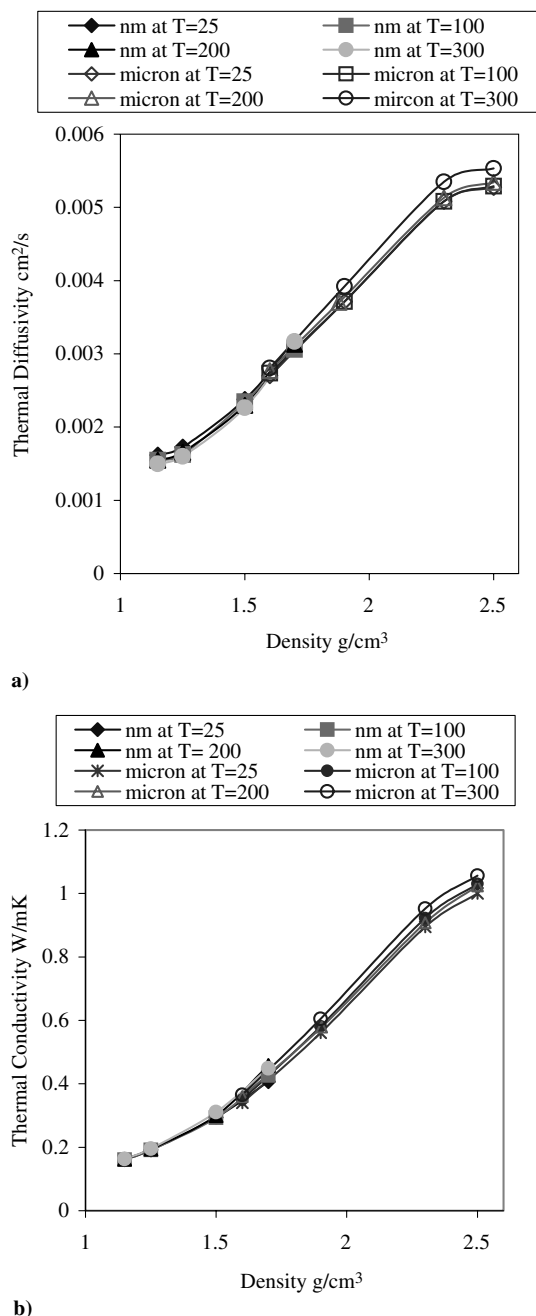 nm at T=25 nm at T=100
nm at T=200 nm at T=300
micron at T=25 micron at T=100
micron at T=200 mircon at T=300
0.006
0.005
0.004
0.003
0.002
0.001
0
Thermal Diffusivity cm²/s
1 1.5 2 2.5
Density g/cm³
a)
nm at T=25 nm at T=100
nm at T= 200 nm at T=300
micron at T=25 micron at T=100
micron at T=200 micron at T=300
1.2
1
0.8
0.6
0.4
0.2
0
Thermal Conductivity W/mK
1 1.5 2 2.5
Density g/cm³
b)